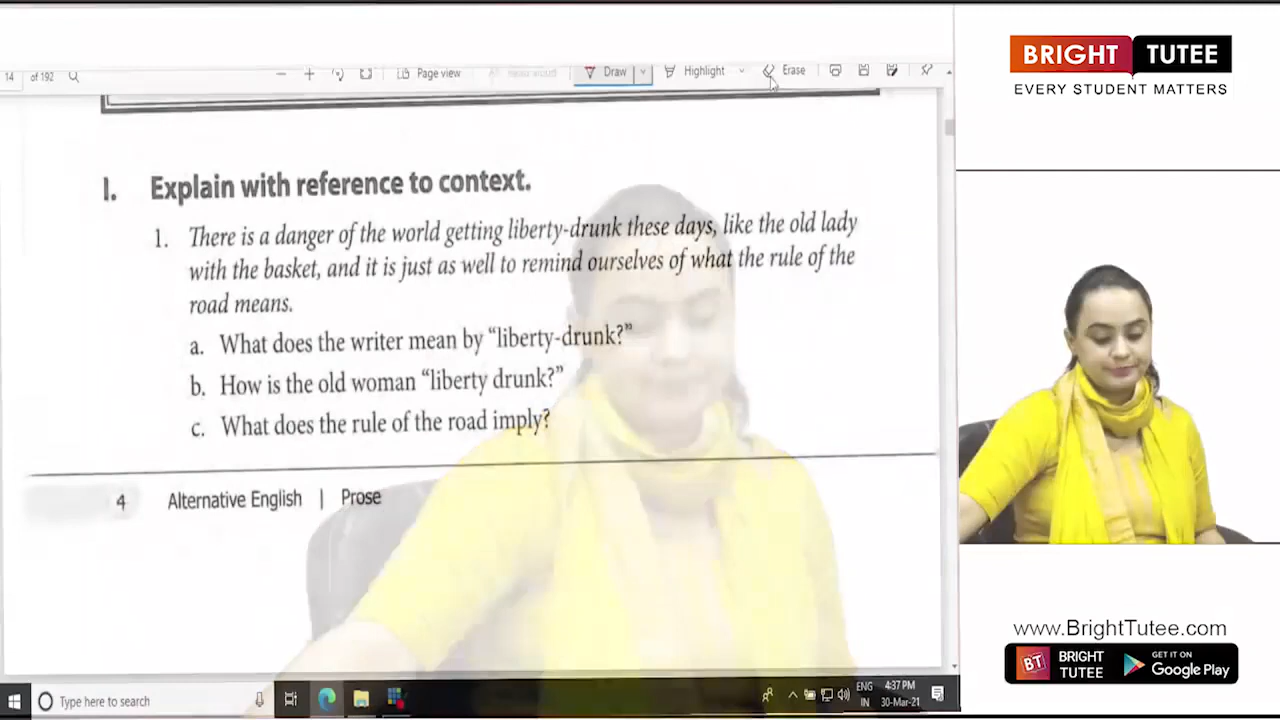 14 of 192 Page view Draw Highlight Erase
BRIGHT TUTEE
EVERY STUDENT MATTERS
I. Explain with reference to context.
1. There is a danger of the world getting liberty-drunk these days, like the old lady
with the basket, and it is just as well to remind ourselves of what the rule of the
road means.
a. What does the writer mean by “liberty-drunk?”
b. How is the old woman “liberty drunk?”
c. What does the rule of the road imply?
4 Alternative English | Prose
www.BrightTutee.com
BT BRIGHT TUTEE GET IT ON Google Play
Type here to search
ENG IN
4:37 PM
30-Mar-21